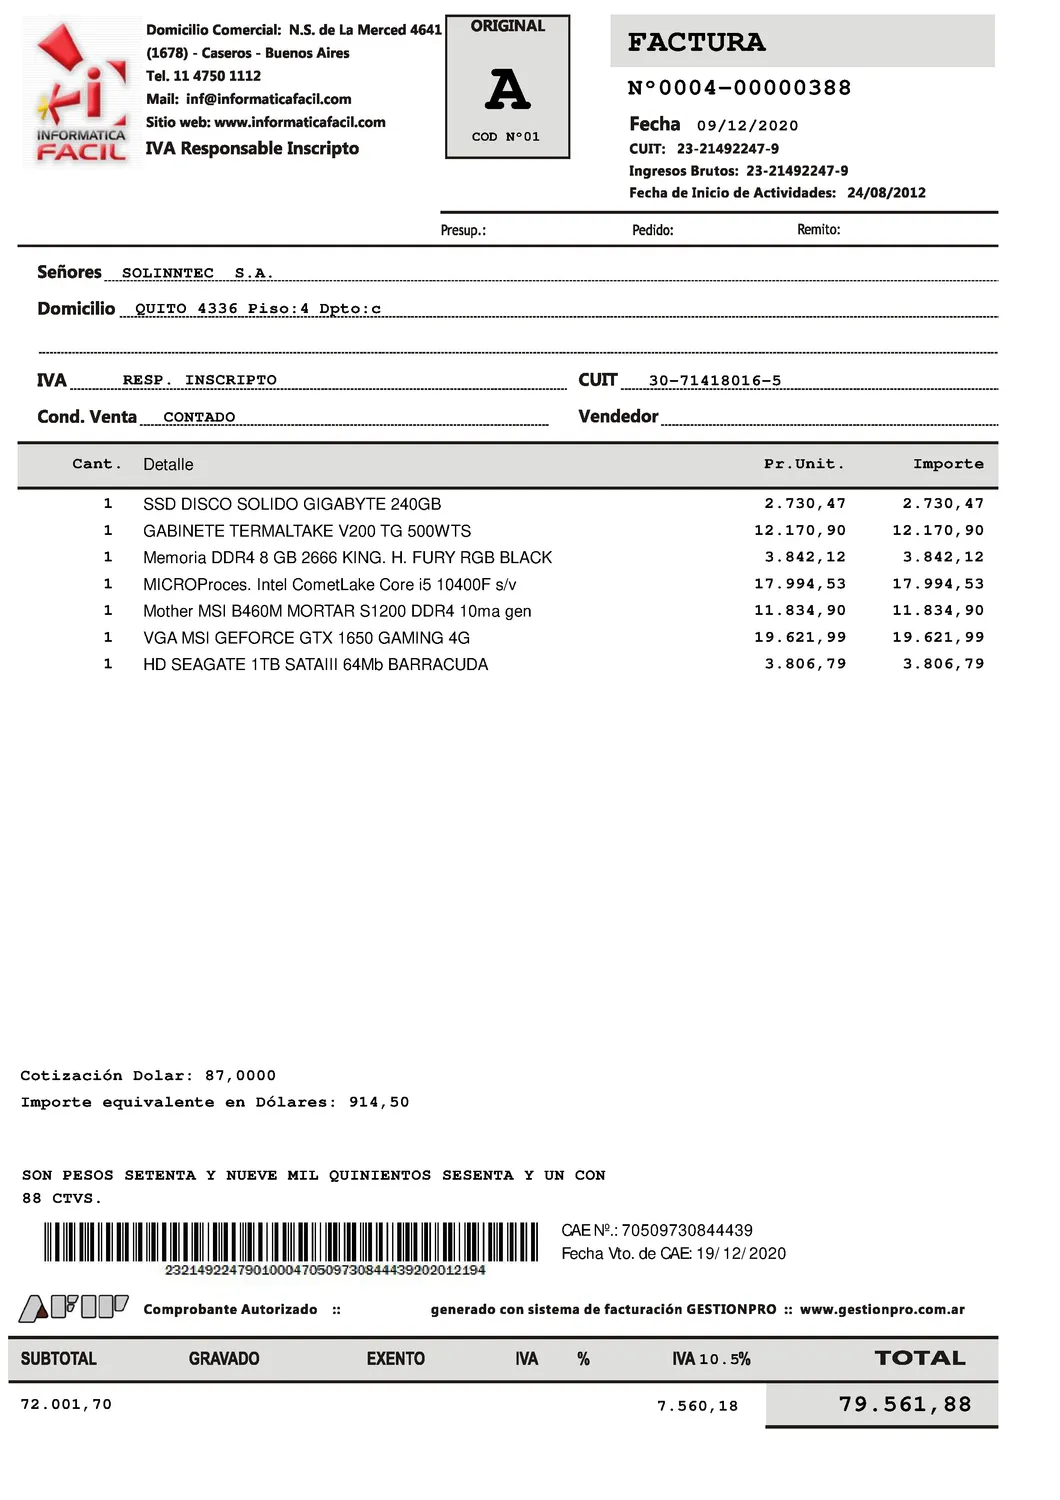 INFORMATICA
FACIL
Domicilio Comercial: N.S. de La Merced 4641
(1678) - Caseros - Buenos Aires
Tel. 11 4750 1112
Mail: inf@informaticafacil.com
Sitio web: www.informaticafacil.com
IVA Responsable Inscripto
ORIGINAL
A
COD Nº01
FACTURA
Nº0004-00000388
Fecha 09/12/2020
CUIT: 23-21492247-9
Ingresos Brutos: 23-21492247-9
Fecha de Inicio de Actividades: 24/08/2012
Presup.: Pedido: Remito:
Señores SOLINNTEC S.A.
Domicilio QUITO 4336 Piso:4 Dpto:c
IVA RESP. INSCRIPTO CUIT 30-71418016-5
Cond. Venta CONTADO Vendedor
Cant. Detalle Pr.Unit. Importe
1 SSD DISCO SOLIDO GIGABYTE 240GB 2.730,47 2.730,47
1 GABINETE TERMALTAKE V200 TG 500WTS 12.170,90 12.170,90
1 Memoria DDR4 8 GB 2666 KING. H. FURY RGB BLACK 3.842,12 3.842,12
1 MICROProces. Intel CometLake Core i5 10400F s/v 17.994,53 17.994,53
1 Mother MSI B460M MORTAR S1200 DDR4 10ma gen 11.834,90 11.834,90
1 VGA MSI GEFORCE GTX 1650 GAMING 4G 19.621,99 19.621,99
1 HD SEAGATE 1TB SATAIII 64Mb BARRACUDA 3.806,79 3.806,79
Cotización Dolar: 87,0000
Importe equivalente en Dólares: 914,50
SON PESOS SETENTA Y NUEVE MIL QUINIENTOS SESENTA Y UN CON
88 CTVS.
2321492247901000470509730844439202012194
CAE Nº.: 70509730844439
Fecha Vto. de CAE: 19/12/2020
AFIP Comprobante Autorizado :: generado con sistema de facturación GESTIONPRO :: www.gestionpro.com.ar
SUBTOTAL GRAVADO EXENTO IVA % IVA 10.5% TOTAL
72.001,70 7.560,18 79.561,88